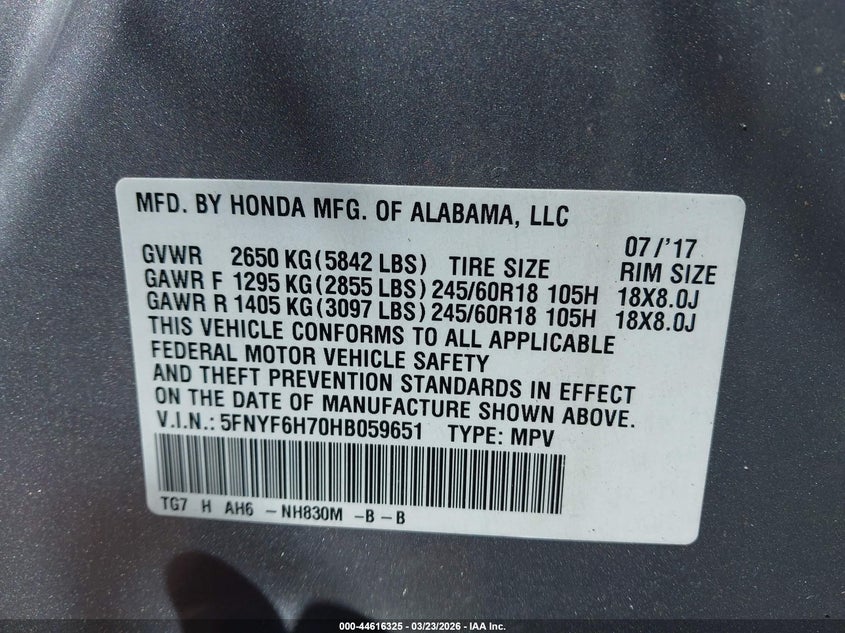 MFD. BY HONDA MFG. OF ALABAMA, LLC
07/'17
GVWR 2650 KG(5842 LBS) TIRE SIZE RIM SIZE
GAWR F 1295 KG(2855 LBS) 245/60R18 105H 18X8.0J
GAWR R 1405 KG(3097 LBS) 245/60R18 105H 18X8.0J
THIS VEHICLE CONFORMS TO ALL APPLICABLE
FEDERAL MOTOR VEHICLE SAFETY
AND THEFT PREVENTION STANDARDS IN EFFECT
ON THE DATE OF MANUFACTURE SHOWN ABOVE.
V.I.N.: 5FNYF6H70HB059651 TYPE: MPV
TG7 H AH6 -NH830M -B-B
000-44616325 | 03/23/2026 - IAA Inc.